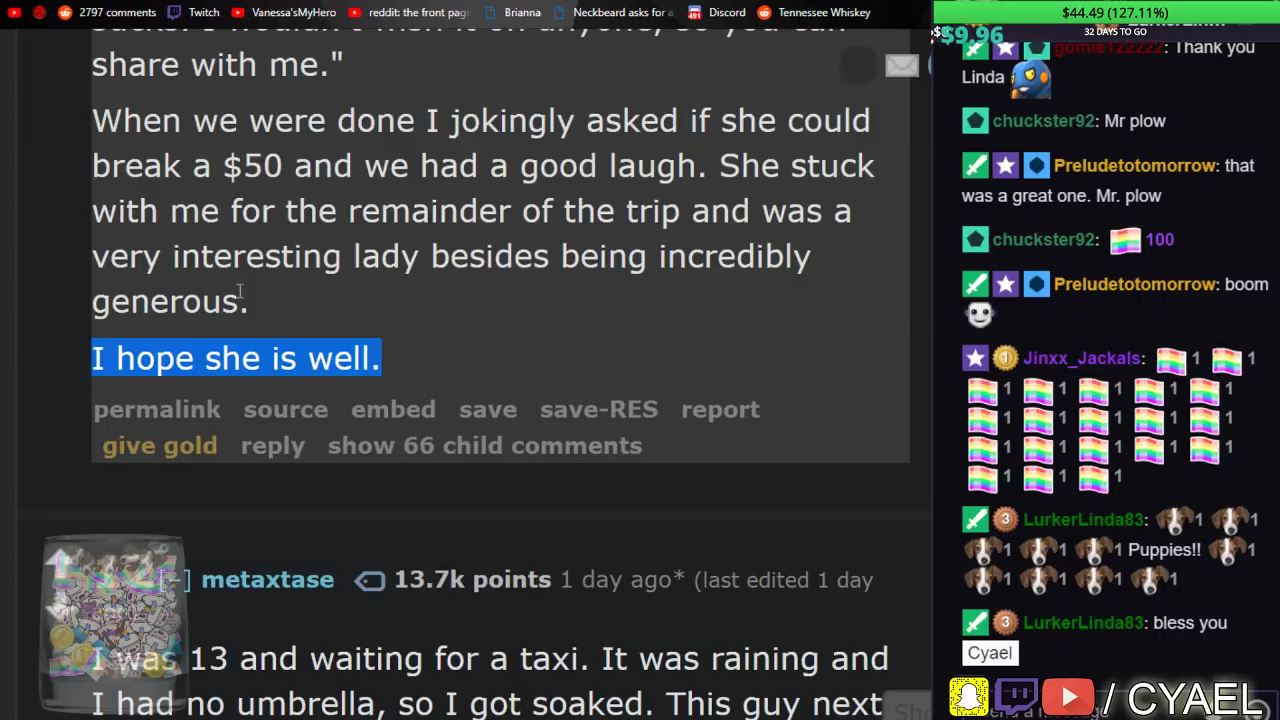 2797 comments Twitch Vanessa'sMyHero reddit: the front page Brianna Neckbeard asks for a Discord Tennessee Whiskey
share with me."
When we were done I jokingly asked if she could
break a $50 and we had a good laugh. She stuck
with me for the remainder of the trip and was a
very interesting lady besides being incredibly
generous.
I hope she is well.
permalink source embed save save-RES report
give gold reply show 66 child comments
[-] metaxtase 13.7k points 1 day ago* (last edited 1 day
I was 13 and waiting for a taxi. It was raining and
I had no umbrella, so I got soaked. This guy next
$44.49 (127.11%)
$9.96
32 DAYS TO GO
gomie122222: Thank you
Linda
chuckster92: Mr plow
Preludetotomorrow: that
was a great one. Mr. plow
chuckster92: 100
Preludetotomorrow: boom
Jinxx_Jackals: 1 1
1 1 1 1 1
1 1 1 1 1
1 1 1 1 1
1 1 1
LurkerLinda83: 1 1
1 1 1 Puppies!! 1
1 1 1 1
LurkerLinda83: bless you
Cyael
/ CYAEL